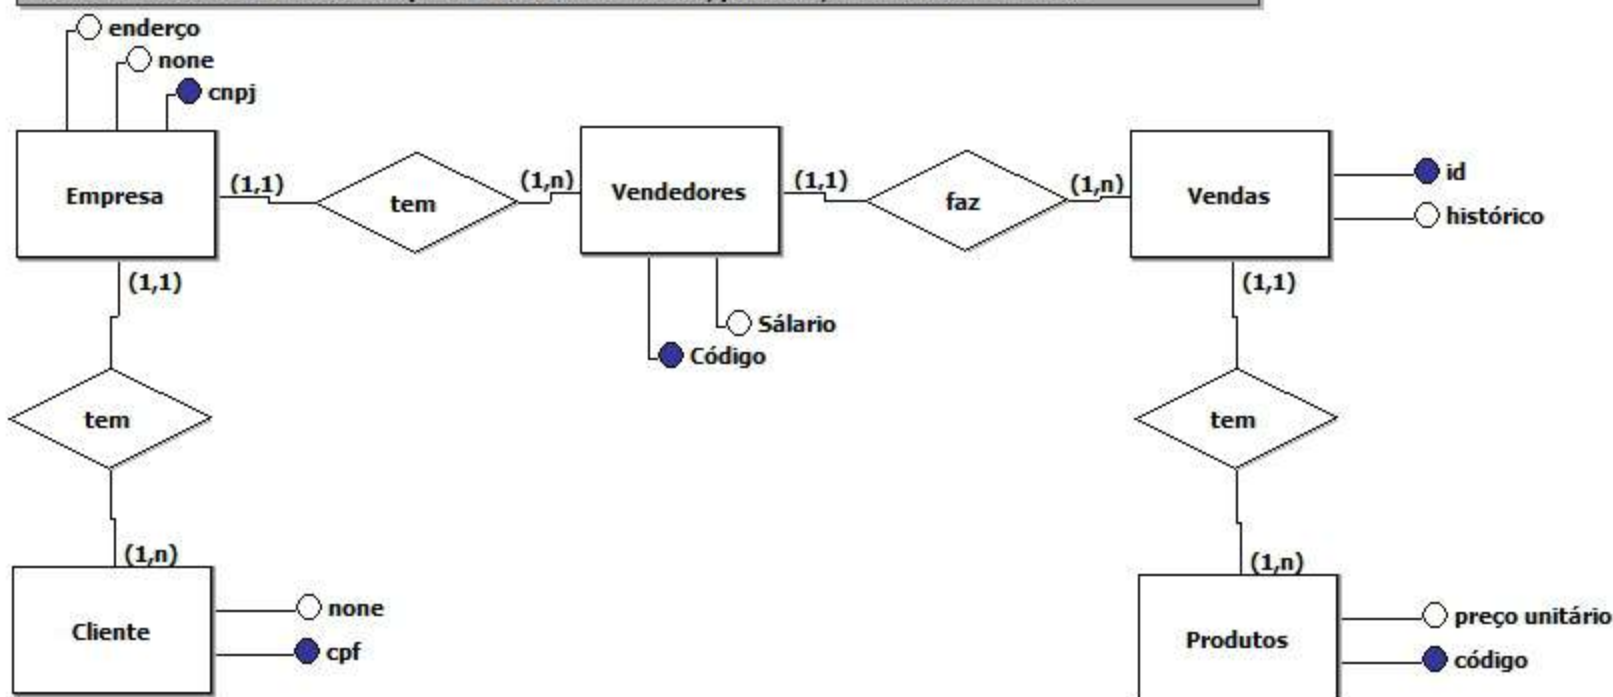 enderço
none
cnpj
Empresa
(1,1)
tem
(1,n)
Vendedores
(1,1)
faz
(1,n)
Vendas
id
histórico
(1,1)
(1,1)
Sálario
Código
tem
tem
(1,n)
(1,n)
Cliente
none
cpf
Produtos
preço unitário
código